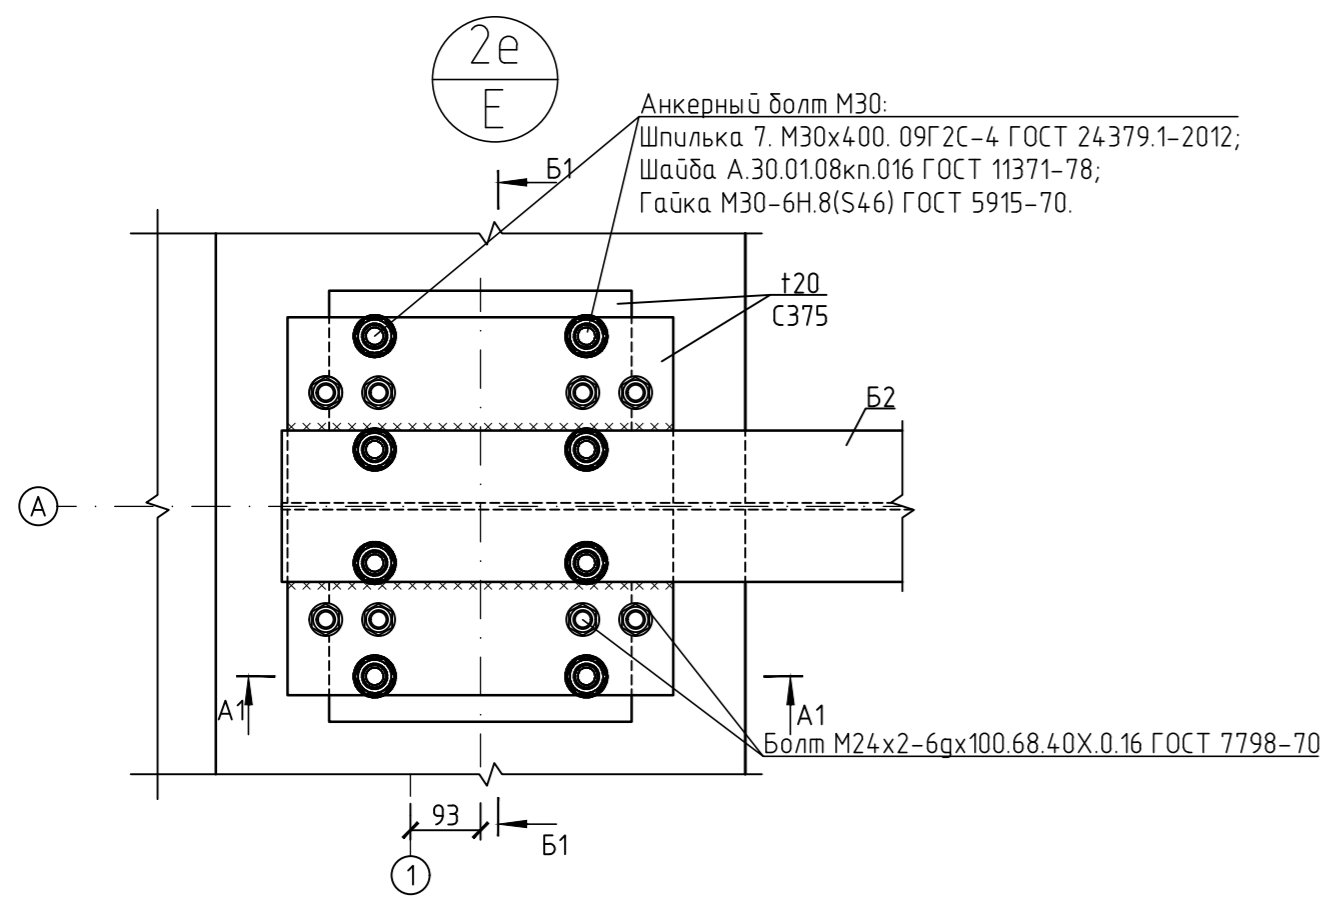 2е
Е
Анкерный болт М30:
Шпилька 7. М30х400. 09Г2С-4 ГОСТ 24379.1-2012;
Шайба А.30.01.08кп.016 ГОСТ 11371-78;
Гайка М30-6Н.8(S46) ГОСТ 5915-70.
Б1
t20
С375
Б2
А
А1
А1
Болт М24х2-6gх100.68.40Х.0.16 ГОСТ 7798-70
93
Б1
1